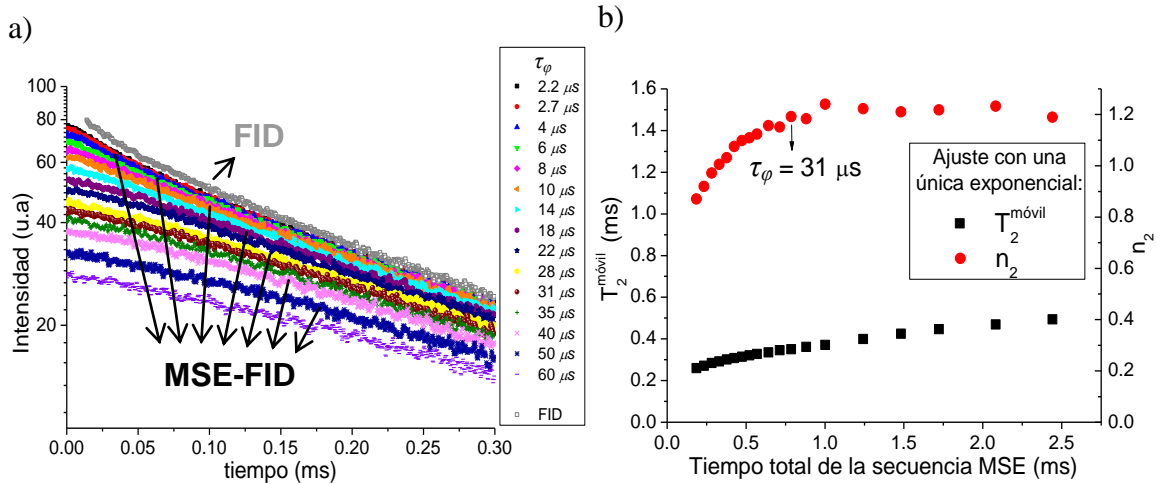 a)
100
80
60
40
20
Intensidad (u.a)
0.00 0.05 0.10 0.15 0.20 0.25 0.30
tiempo (ms)
FID
MSE-FID
τφ
2.2 μs
2.7 μs
4 μs
6 μs
8 μs
10 μs
14 μs
18 μs
22 μs
28 μs
31 μs
35 μs
40 μs
50 μs
60 μs
FID
b)
1.6
1.4
1.2
1.0
0.8
0.6
0.4
0.2
0.0
T₂^móvil (ms)
0.0 0.5 1.0 1.5 2.0 2.5
Tiempo total de la secuencia MSE (ms)
τφ = 31 μs
Ajuste con una
única exponencial:
T₂^móvil
n₂
1.2
1.0
0.8
0.6
0.4
0.2
0.0
n₂